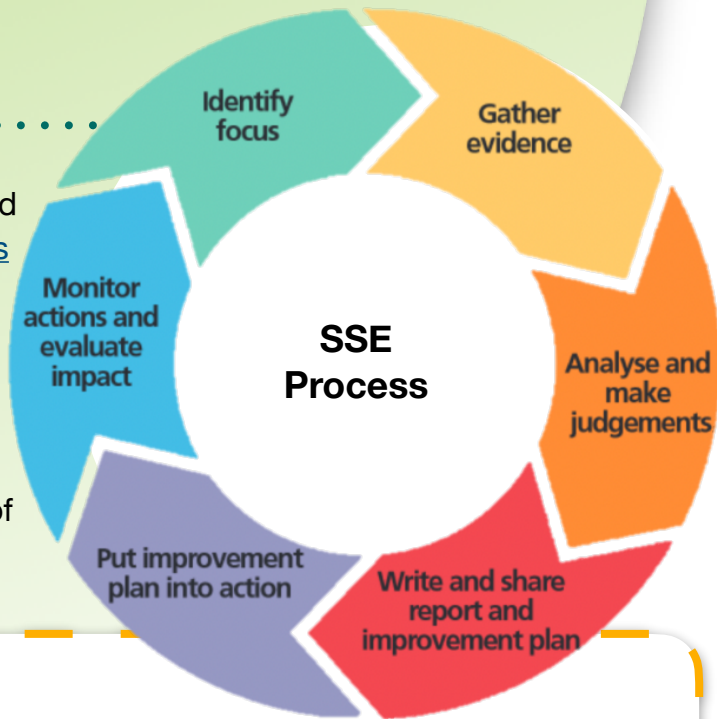 Identify
focus
Gather
evidence
d
s
Monitor
actions and
evaluate
impact
SSE
Process
Analyse and
make
judgements
of
Put improvement
plan into action
Write and share
report and
improvement plan